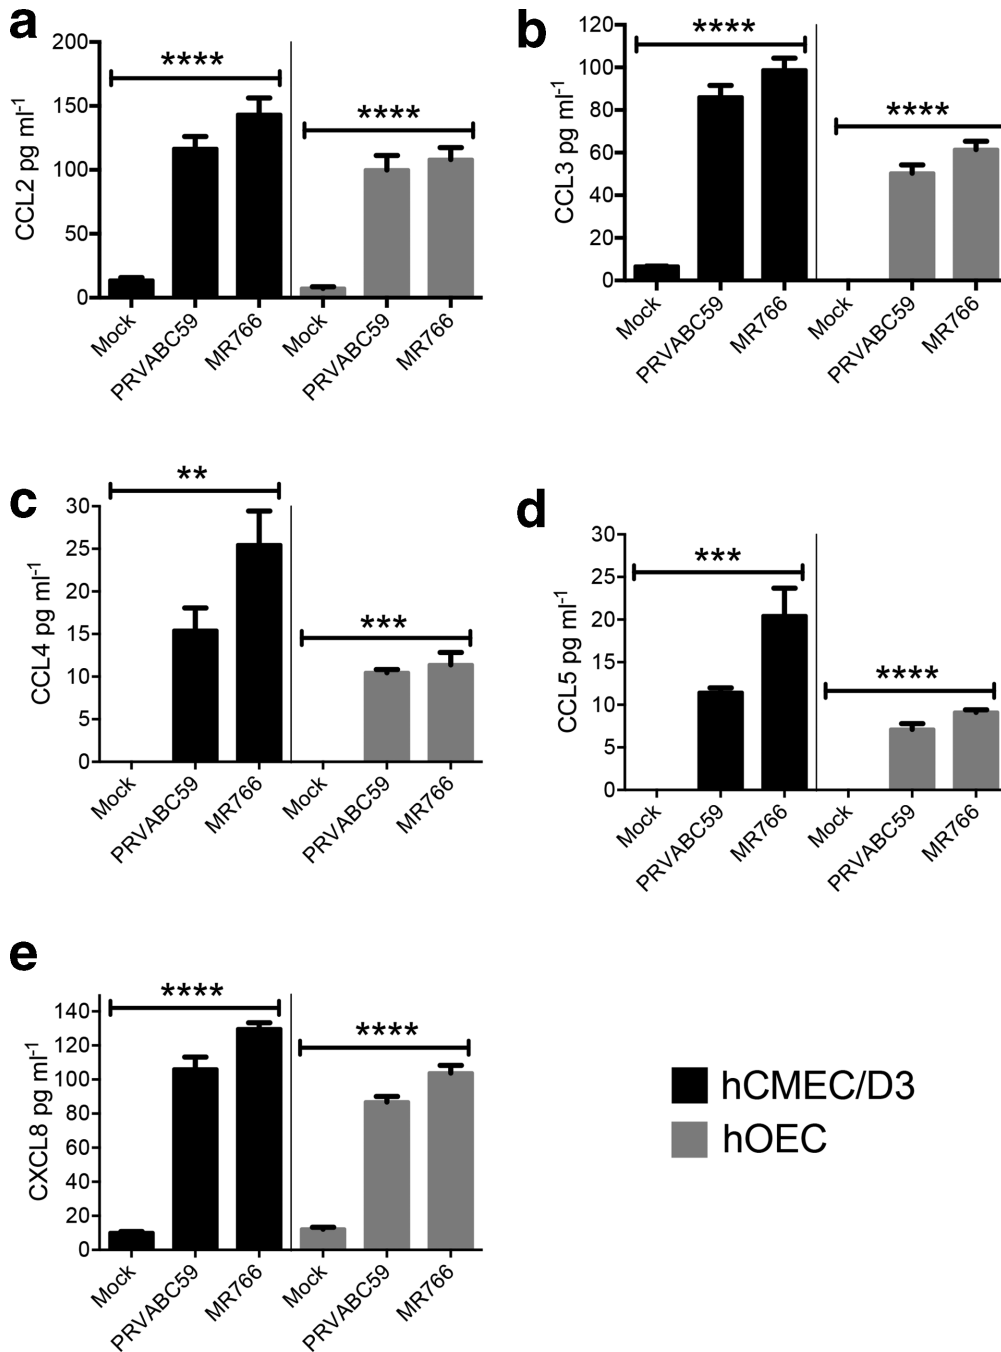 a
200
150
100
50
0
CCL2 pg ml-1
****
****
Mock
PRVABC59
MR766
Mock
PRVABC59
MR766
b
120
100
80
60
40
20
0
CCL3 pg ml-1
****
****
Mock
PRVABC59
MR766
Mock
PRVABC59
MR766
c
30
25
20
15
10
5
0
CCL4 pg ml-1
**
***
Mock
PRVABC59
MR766
Mock
PRVABC59
MR766
d
30
25
20
15
10
5
0
CCL5 pg ml-1
***
****
Mock
PRVABC59
MR766
Mock
PRVABC59
MR766
e
140
120
100
80
60
40
20
0
CXCL8 pg ml-1
****
****
Mock
PRVABC59
MR766
Mock
PRVABC59
MR766
hCMEC/D3
hOEC